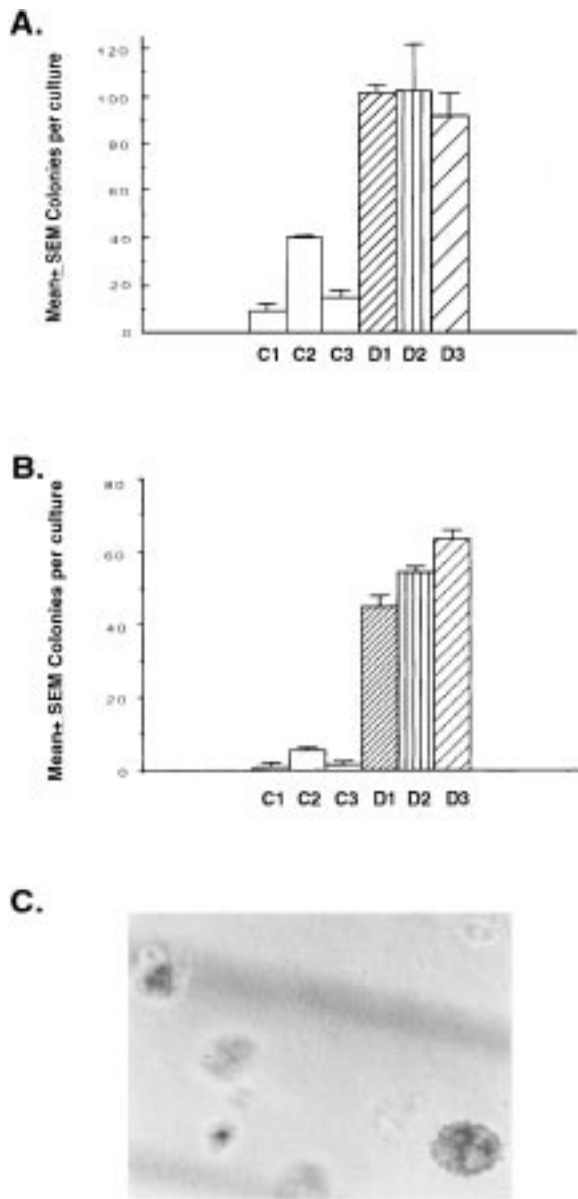 A.
Mean± SEM Colonies per culture
120
100
80
60
40
20
0
C1 C2 C3 D1 D2 D3
B.
Mean+ SEM Colonies per culture
80
60
40
20
0
C1 C2 C3 D1 D2 D3
C.